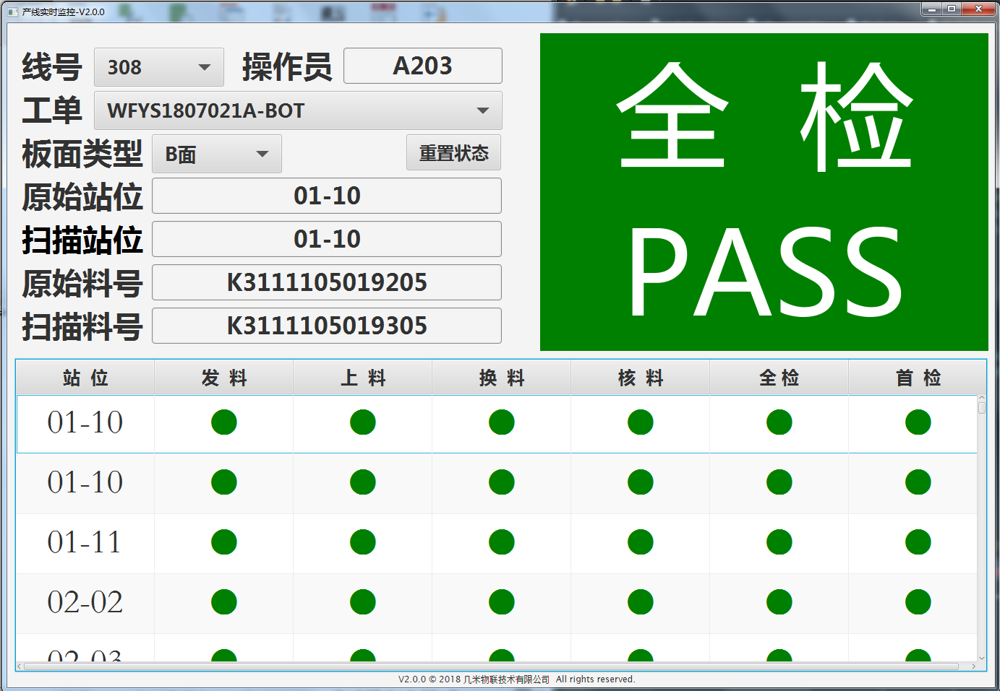 产线实时监控-V2.0.0
线号 308 操作员 A203
工单 WFYS1807021A-BOT
板面类型 B面 重置状态
原始站位 01-10
扫描站位 01-10
原始料号 K3111105019205
扫描料号 K3111105019305
全 检
PASS
站 位 发 料 上 料 换 料 核 料 全 检 首 检
01-10
01-10
01-11
02-02
02-03
V2.0.0 © 2018 几米物联技术有限公司 All rights reserved.